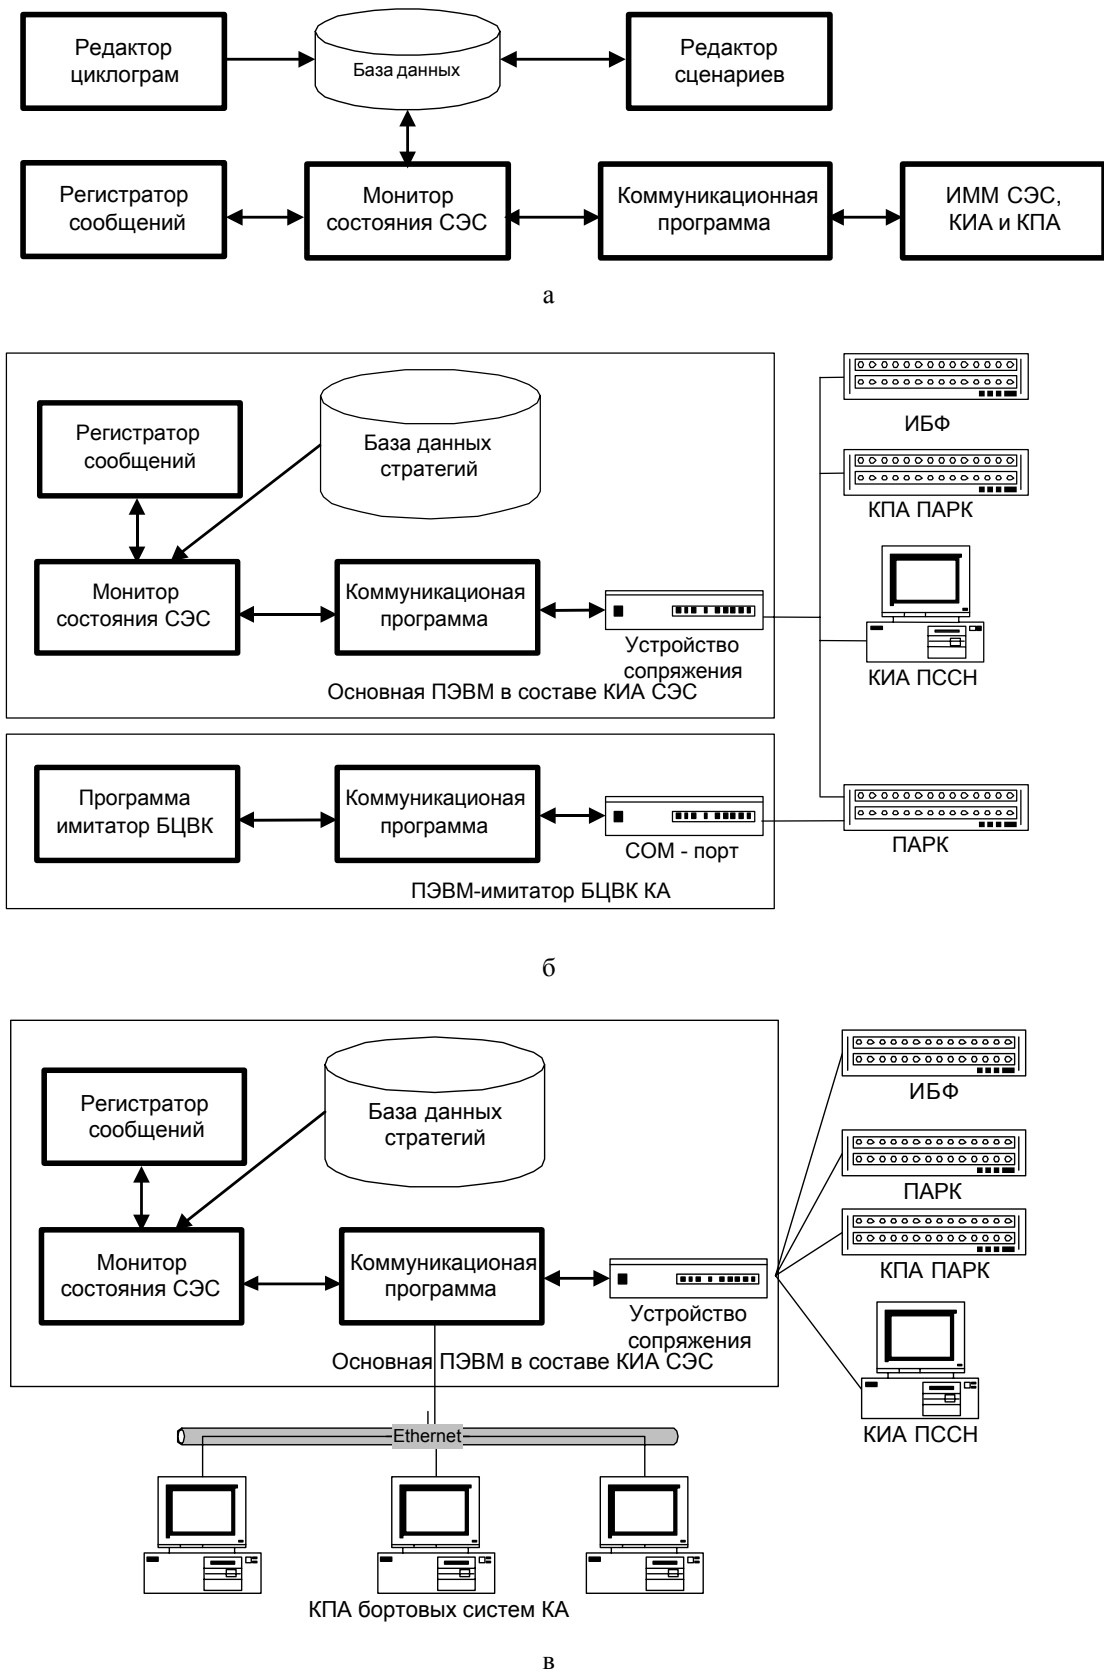 Редактор
циклограм
База данных
Редактор
сценариев
Регистратор
сообщений
Монитор
состояния СЭС
Коммуникационная
программа
ИММ СЭС,
КИА и КПА
а
Регистратор
сообщений
База данных
стратегий
ИБФ
КПА ПАРК
Монитор
состояния СЭС
Коммуникационая
программа
Устройство
сопряжения
КИА ПССН
Основная ПЭВМ в составе КИА СЭС
Программа
имитатор БЦВК
Коммуникационая
программа
COM - порт
ПАРК
ПЭВМ-имитатор БЦВК КА
б
Регистратор
сообщений
База данных
стратегий
ИБФ
ПАРК
Монитор
состояния СЭС
Коммуникационая
программа
КПА ПАРК
Устройство
сопряжения
Основная ПЭВМ в составе КИА СЭС
КИА ПССН
Ethernet
КПА бортовых систем КА
в